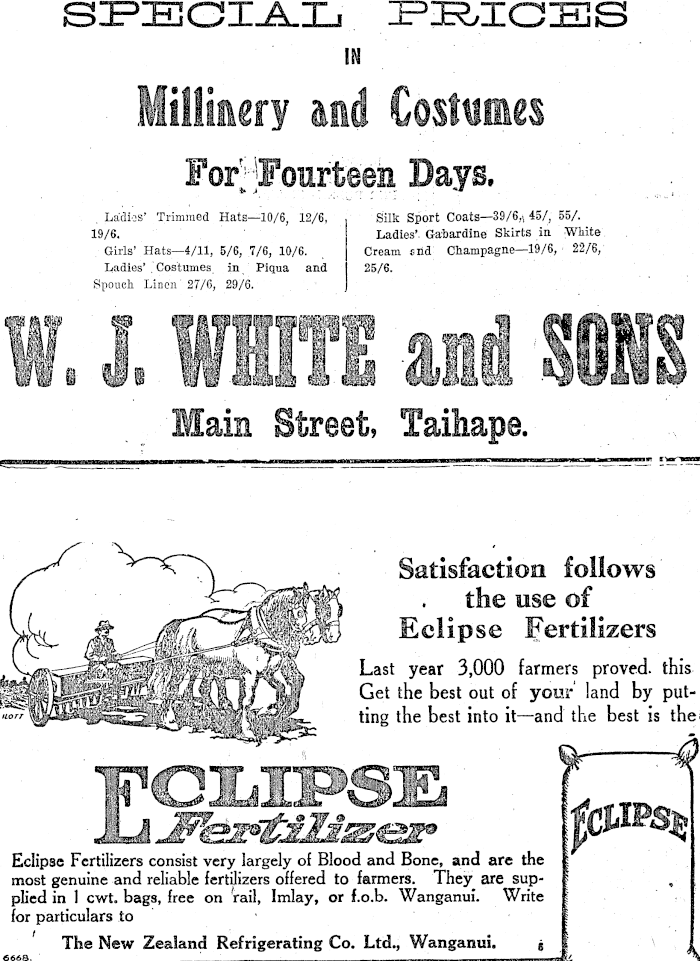 SPECIAL PRICES
IN
Millinery and Costumes
For Fourteen Days.
Ladies' Trimmed Hats—10/6, 12/6,
19/6.
Girls' Hats—4/11, 5/6, 7/6, 10/6.
Ladies' Costumes in Piqua and
Spouch Linen 27/6, 29/6.
Silk Sport Coats—39/6, 45/, 55/.
Ladies' Gabardine Skirts in White
Cream and Champagne—19/6, 22/6,
25/6.
W. J. WHITE and SONS
Main Street, Taihape.
Satisfaction follows
the use of
Eclipse Fertilizers
Last year 3,000 farmers proved this
Get the best out of your land by put-
ting the best into it—and the best is the
ILOTT
ECLIPSE
Fertilizer
ECLIPSE
Eclipse Fertilizers consist very largely of Blood and Bone, and are the
most genuine and reliable fertilizers offered to farmers. They are sup-
plied in 1 cwt. bags, free on rail, Imlay, or f.o.b. Wanganui. Write
for particulars to
The New Zealand Refrigerating Co. Ltd., Wanganui.
6668.